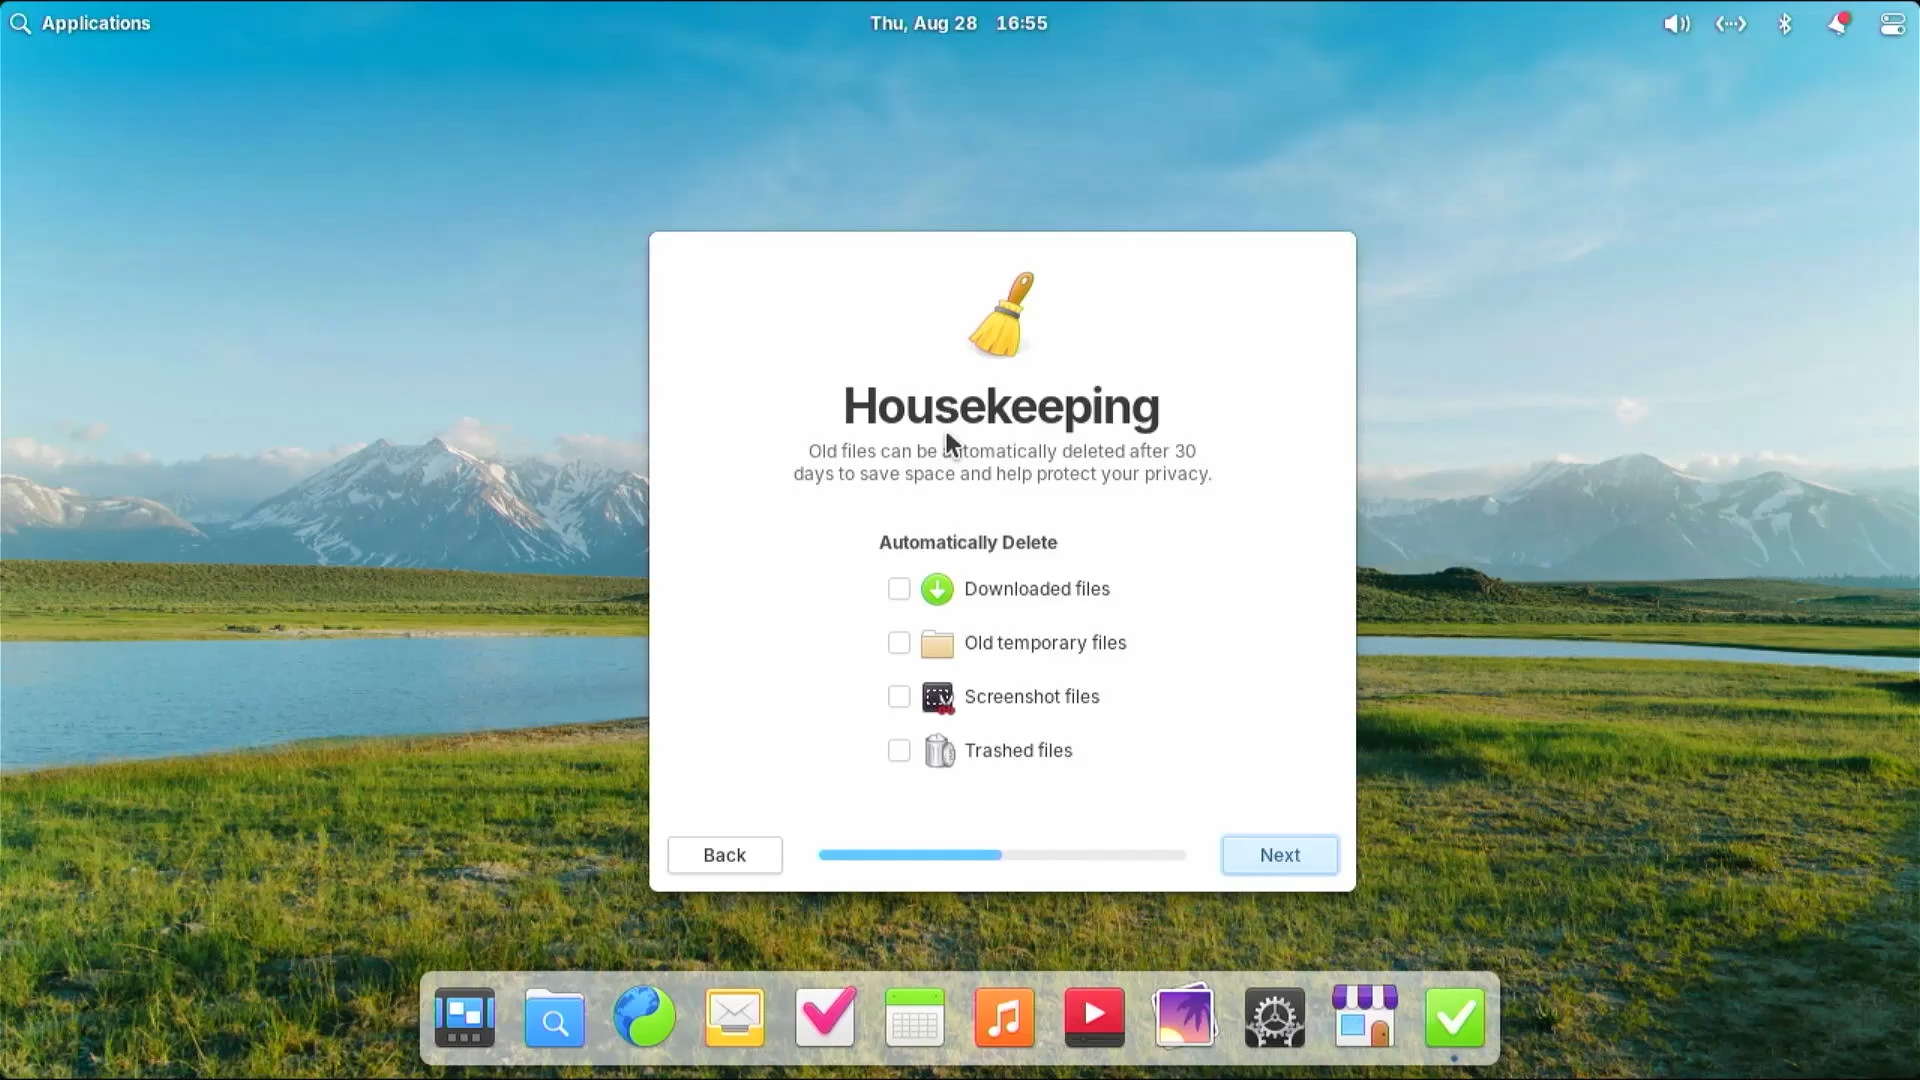 Applications
Thu, Aug 28 16:55
Housekeeping
Old files can be automatically deleted after 30
days to save space and help protect your privacy.
Automatically Delete
Downloaded files
Old temporary files
Screenshot files
Trashed files
Back
Next